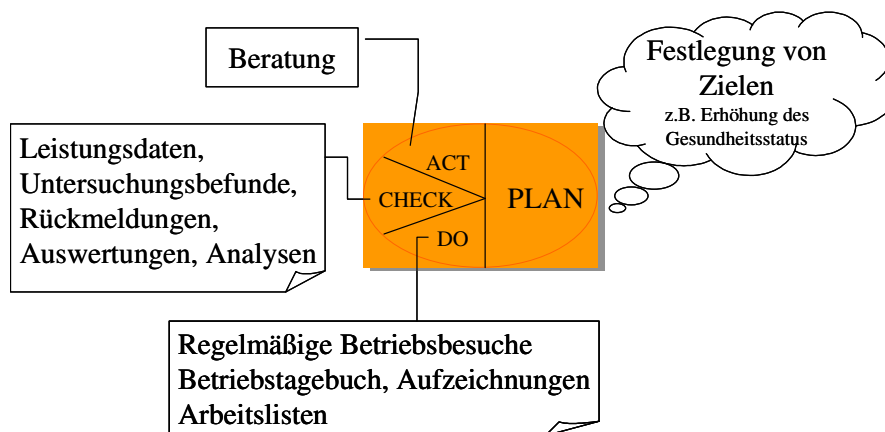 Beratung
Festlegung von
Zielen
z.B. Erhöhung des
Gesundheitsstatus
Leistungsdaten,
Untersuchungsbefunde,
Rückmeldungen,
Auswertungen, Analysen
ACT
CHECK
PLAN
DO
Regelmäßige Betriebsbesuche
Betriebstagebuch, Aufzeichnungen
Arbeitslisten